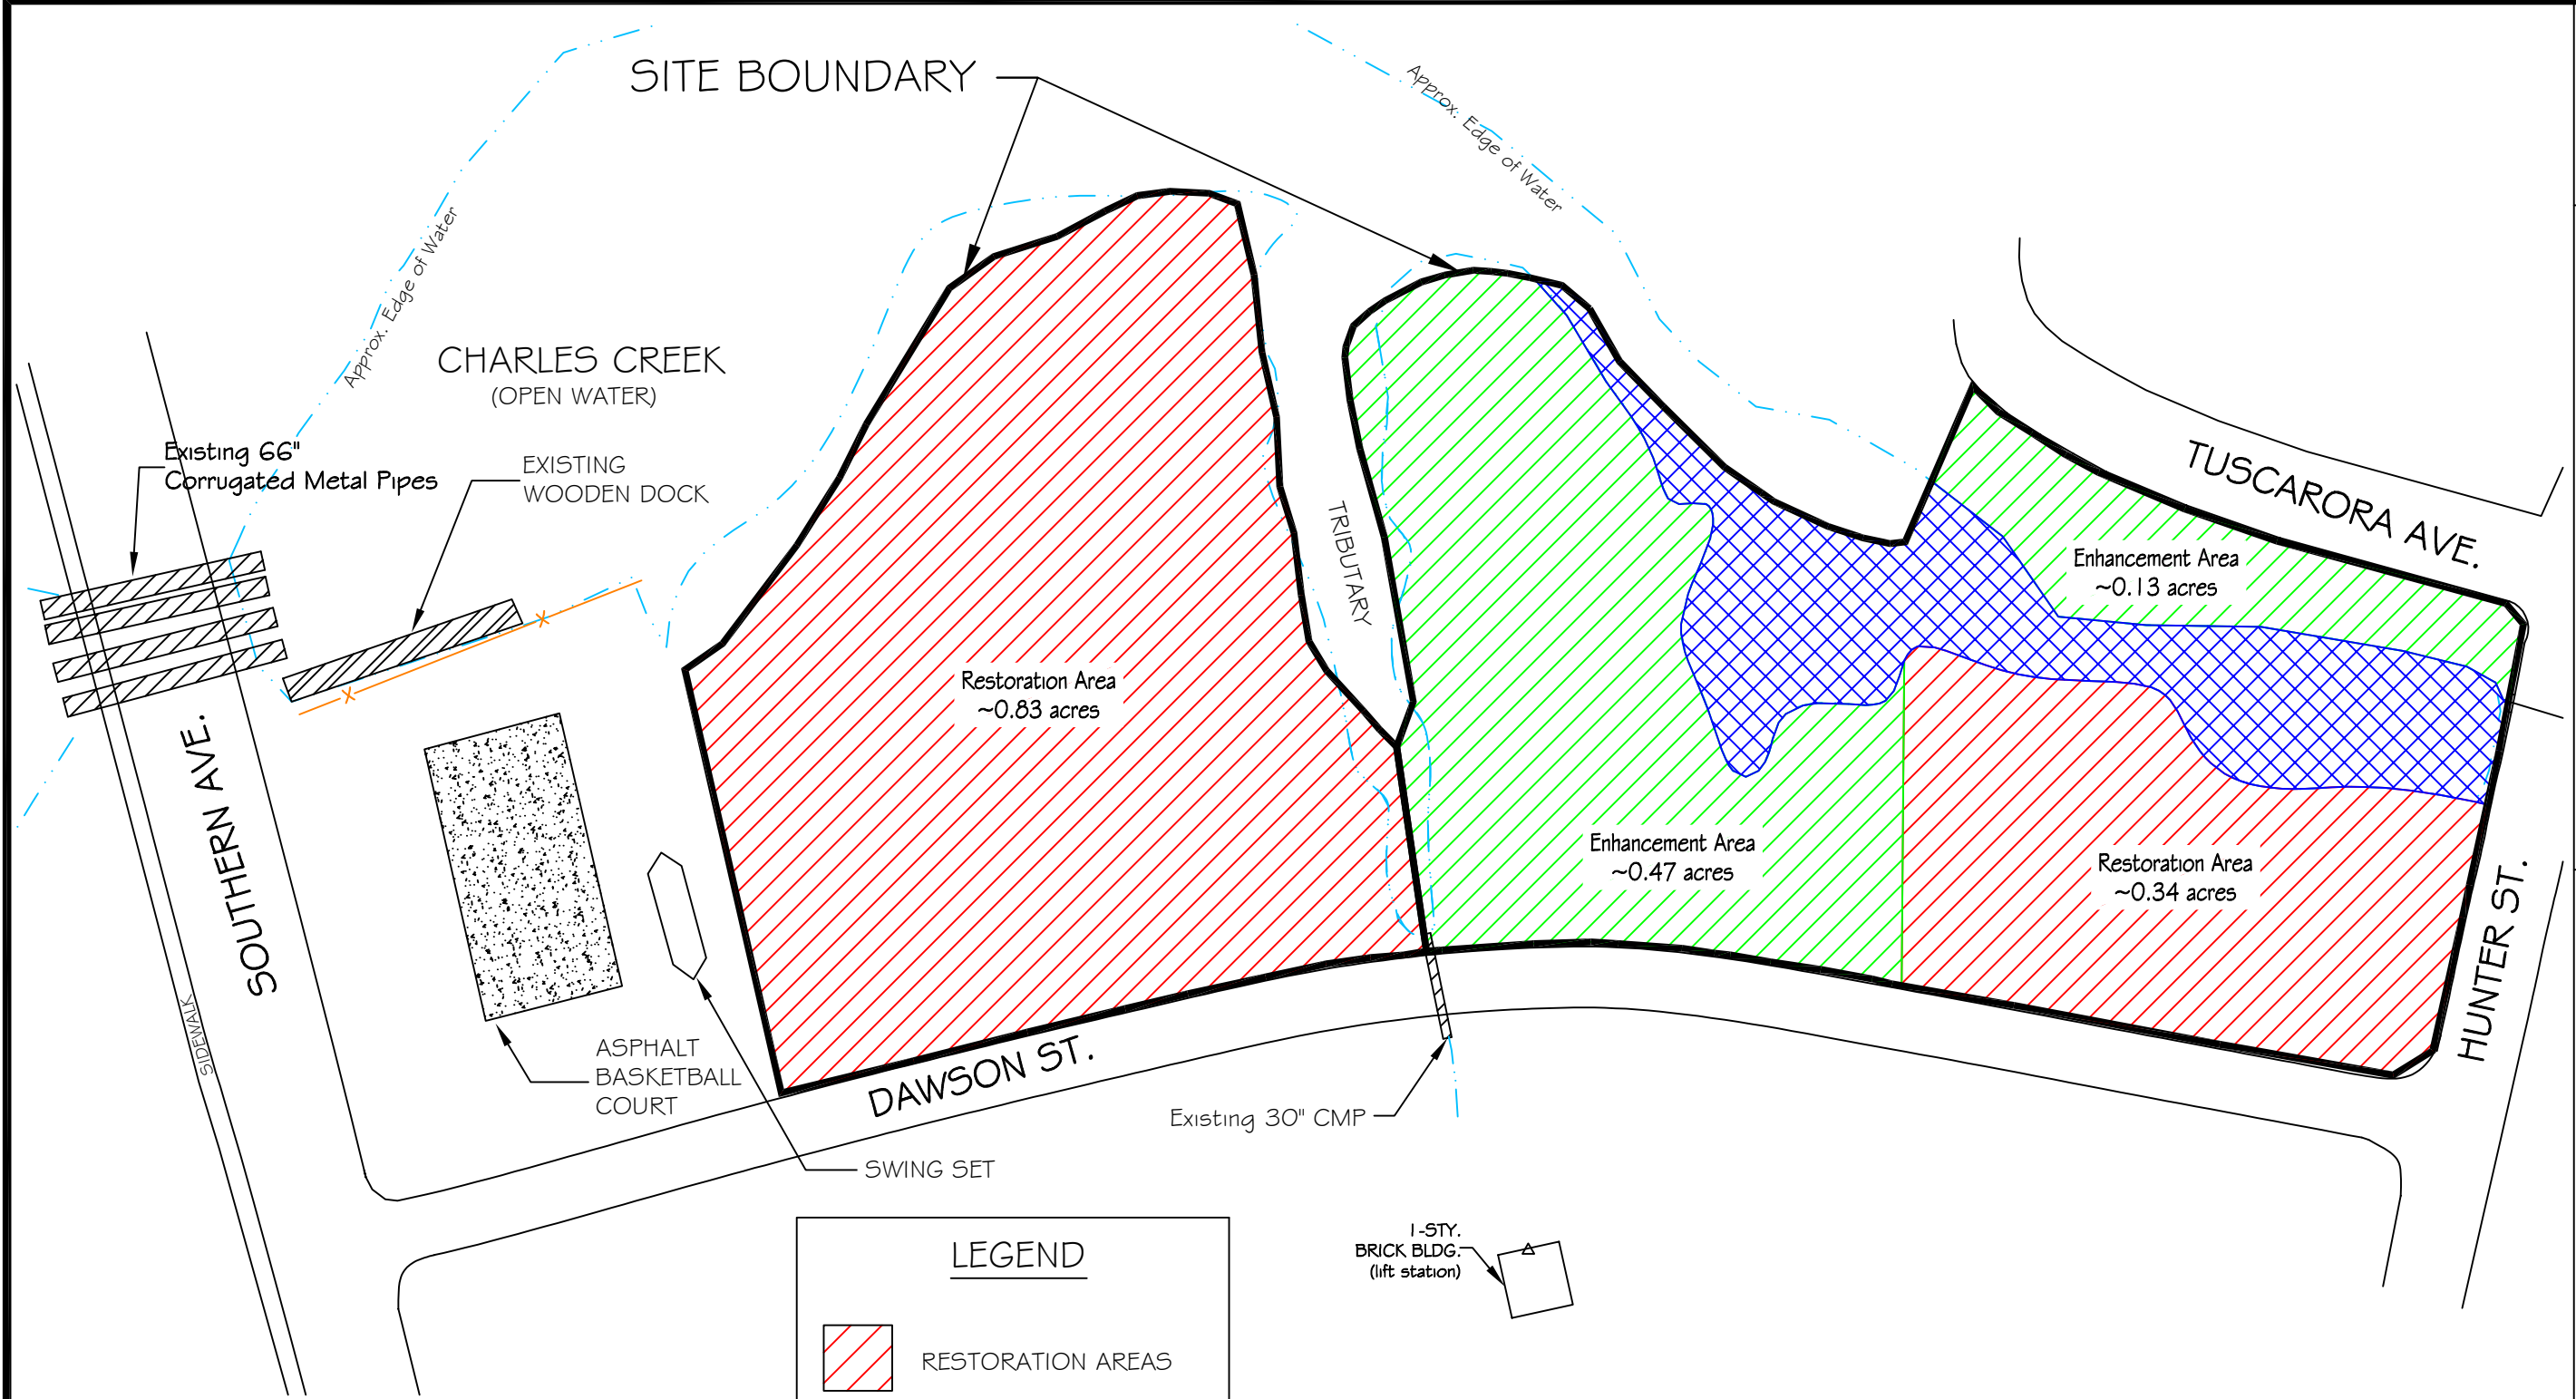 SITE BOUNDARY
Approx. Edge of Water
Approx. Edge of Water
CHARLES CREEK
(OPEN WATER)
Existing 66"
Corrugated Metal Pipes
EXISTING
WOODEN DOCK
TUSCARORA AVE.
TRIBUTARY
Enhancement Area
~0.13 acres
Restoration Area
~0.83 acres
SOUTHERN AVE.
Enhancement Area
~0.47 acres
Restoration Area
~0.34 acres
HUNTER ST.
SIDEWALK
ASPHALT
BASKETBALL
COURT
DAWSON ST.
Existing 30" CMP
SWING SET
1-STY.
BRICK BLDG.
(lift station)
LEGEND
RESTORATION AREAS